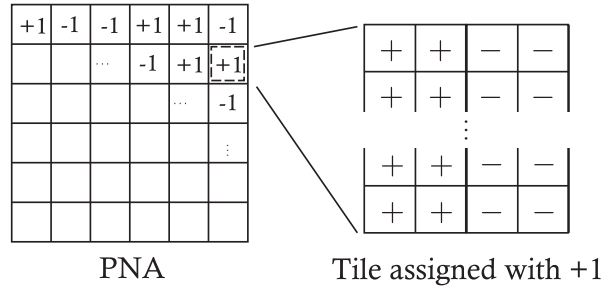 +1 -1 -1 +1 +1 -1
... -1 +1 +1
... -1
⋮
+ + − −
+ + − −
⋮
+ + − −
+ + − −
PNA
Tile assigned with +1